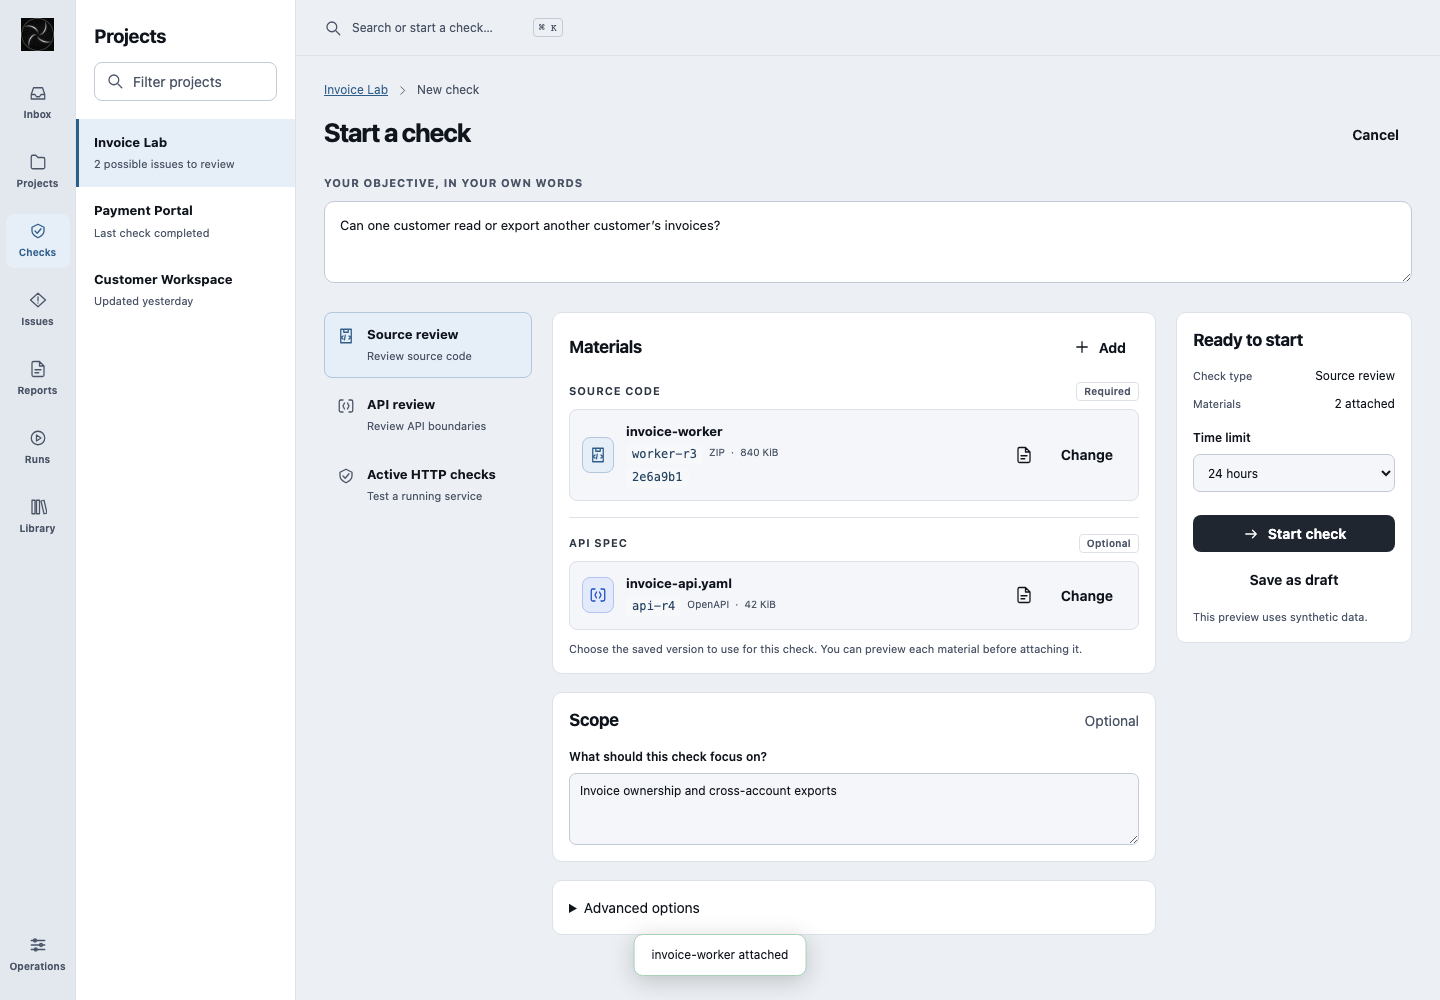 Inbox
Projects
Checks
Issues
Reports
Runs
Library
Operations
Projects
Filter projects
Invoice Lab
2 possible issues to review
Payment Portal
Last check completed
Customer Workspace
Updated yesterday
Search or start a check...
⌘ K
Invoice Lab > New check
Start a check
Cancel
YOUR OBJECTIVE, IN YOUR OWN WORDS
Can one customer read or export another customer's invoices?
Source review
Review source code
API review
Review API boundaries
Active HTTP checks
Test a running service
Materials
Add
SOURCE CODE
Required
invoice-worker
worker-r3 ZIP · 840 KiB
2e6a9b1
Change
API SPEC
Optional
invoice-api.yaml
api-r4 OpenAPI · 42 KiB
Change
Choose the saved version to use for this check. You can preview each material before attaching it.
Scope
Optional
What should this check focus on?
Invoice ownership and cross-account exports
Advanced options
invoice-worker attached
Ready to start
Check type Source review
Materials 2 attached
Time limit
24 hours
Start check
Save as draft
This preview uses synthetic data.